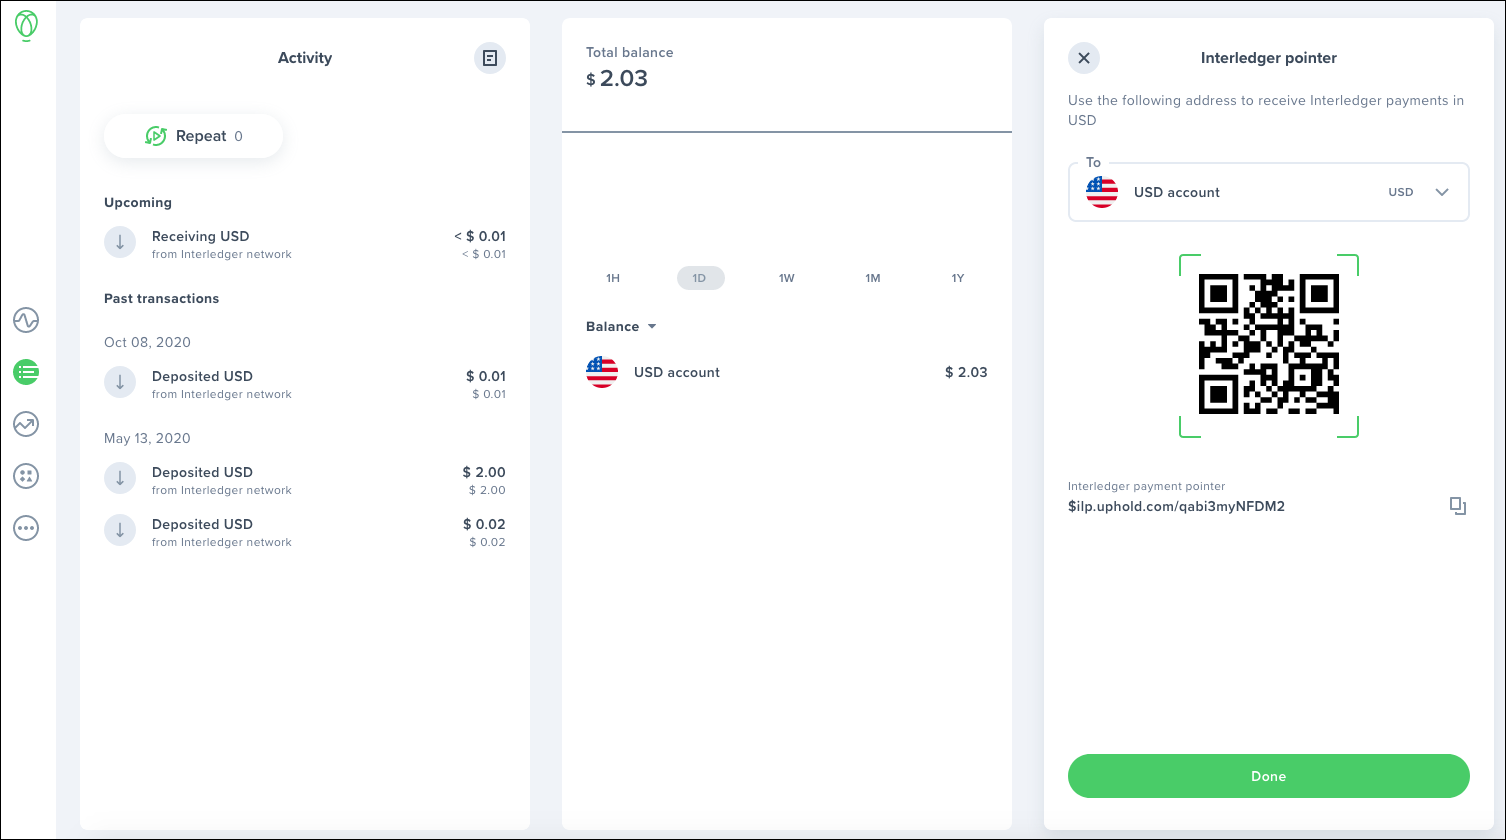 Activity
Repeat 0
Upcoming
Receiving USD < $ 0.01
from Interledger network < $ 0.01
Past transactions
Oct 08, 2020
Deposited USD $ 0.01
from Interledger network $ 0.01
May 13, 2020
Deposited USD $ 2.00
from Interledger network $ 2.00
Deposited USD $ 0.02
from Interledger network $ 0.02
Total balance
$ 2.03
1H 1D 1W 1M 1Y
Balance
USD account $ 2.03
Interledger pointer
Use the following address to receive Interledger payments in
USD
To
USD account USD
Interledger payment pointer
$ilp.uphold.com/qabi3myNFDM2
Done